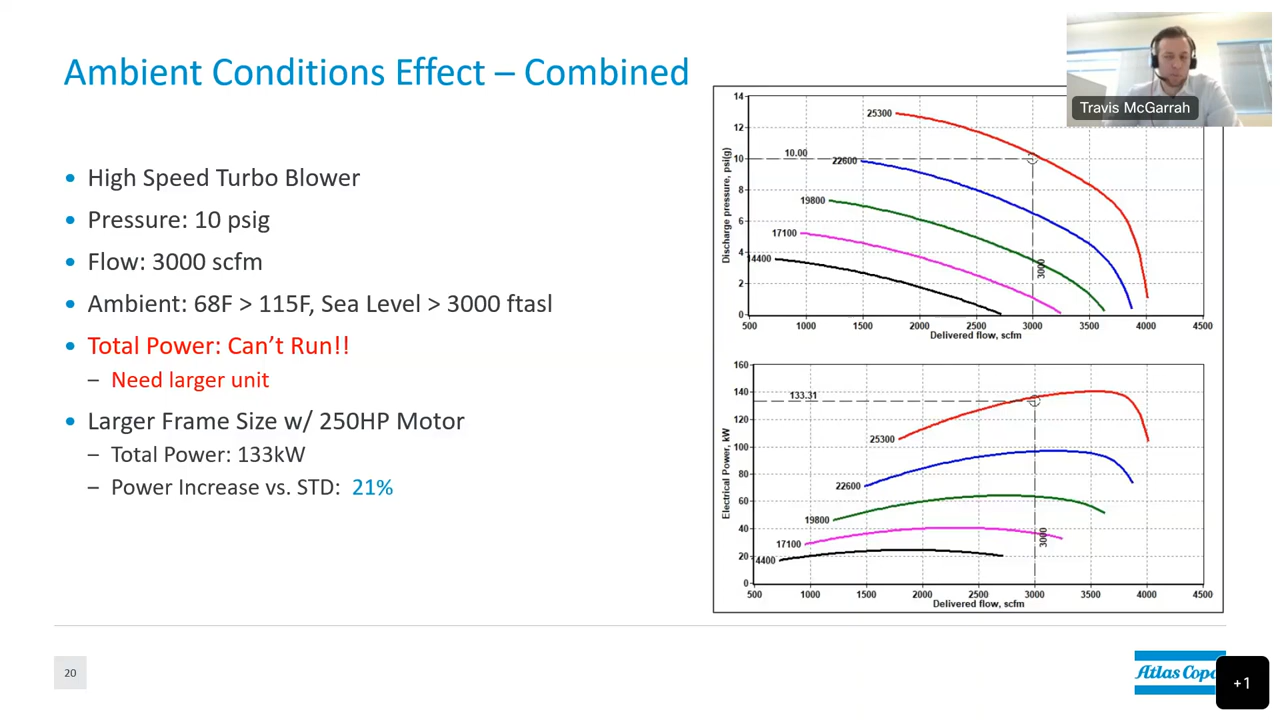 Ambient Conditions Effect – Combined
Travis McGarrah
• High Speed Turbo Blower
• Pressure: 10 psig
• Flow: 3000 scfm
• Ambient: 68F > 115F, Sea Level > 3000 ftasl
• Total Power: Can't Run!!
– Need larger unit
• Larger Frame Size w/ 250HP Motor
– Total Power: 133kW
– Power Increase vs. STD: 21%
Discharge pressure, psi(g)
14
12
10
8
6
4
2
0
25300
10.00
22600
19800
17100
14400
3000
500 1000 1500 2000 2500 3000 3500 4000 4500
Delivered flow, scfm
Electrical Power, kW
160
140
120
100
80
60
40
20
0
133.31
25300
22600
19800
17100
4400
3000
500 1000 1500 2000 2500 3000 3500 4000 4500
Delivered flow, scfm
20
Atlas Copc
+1